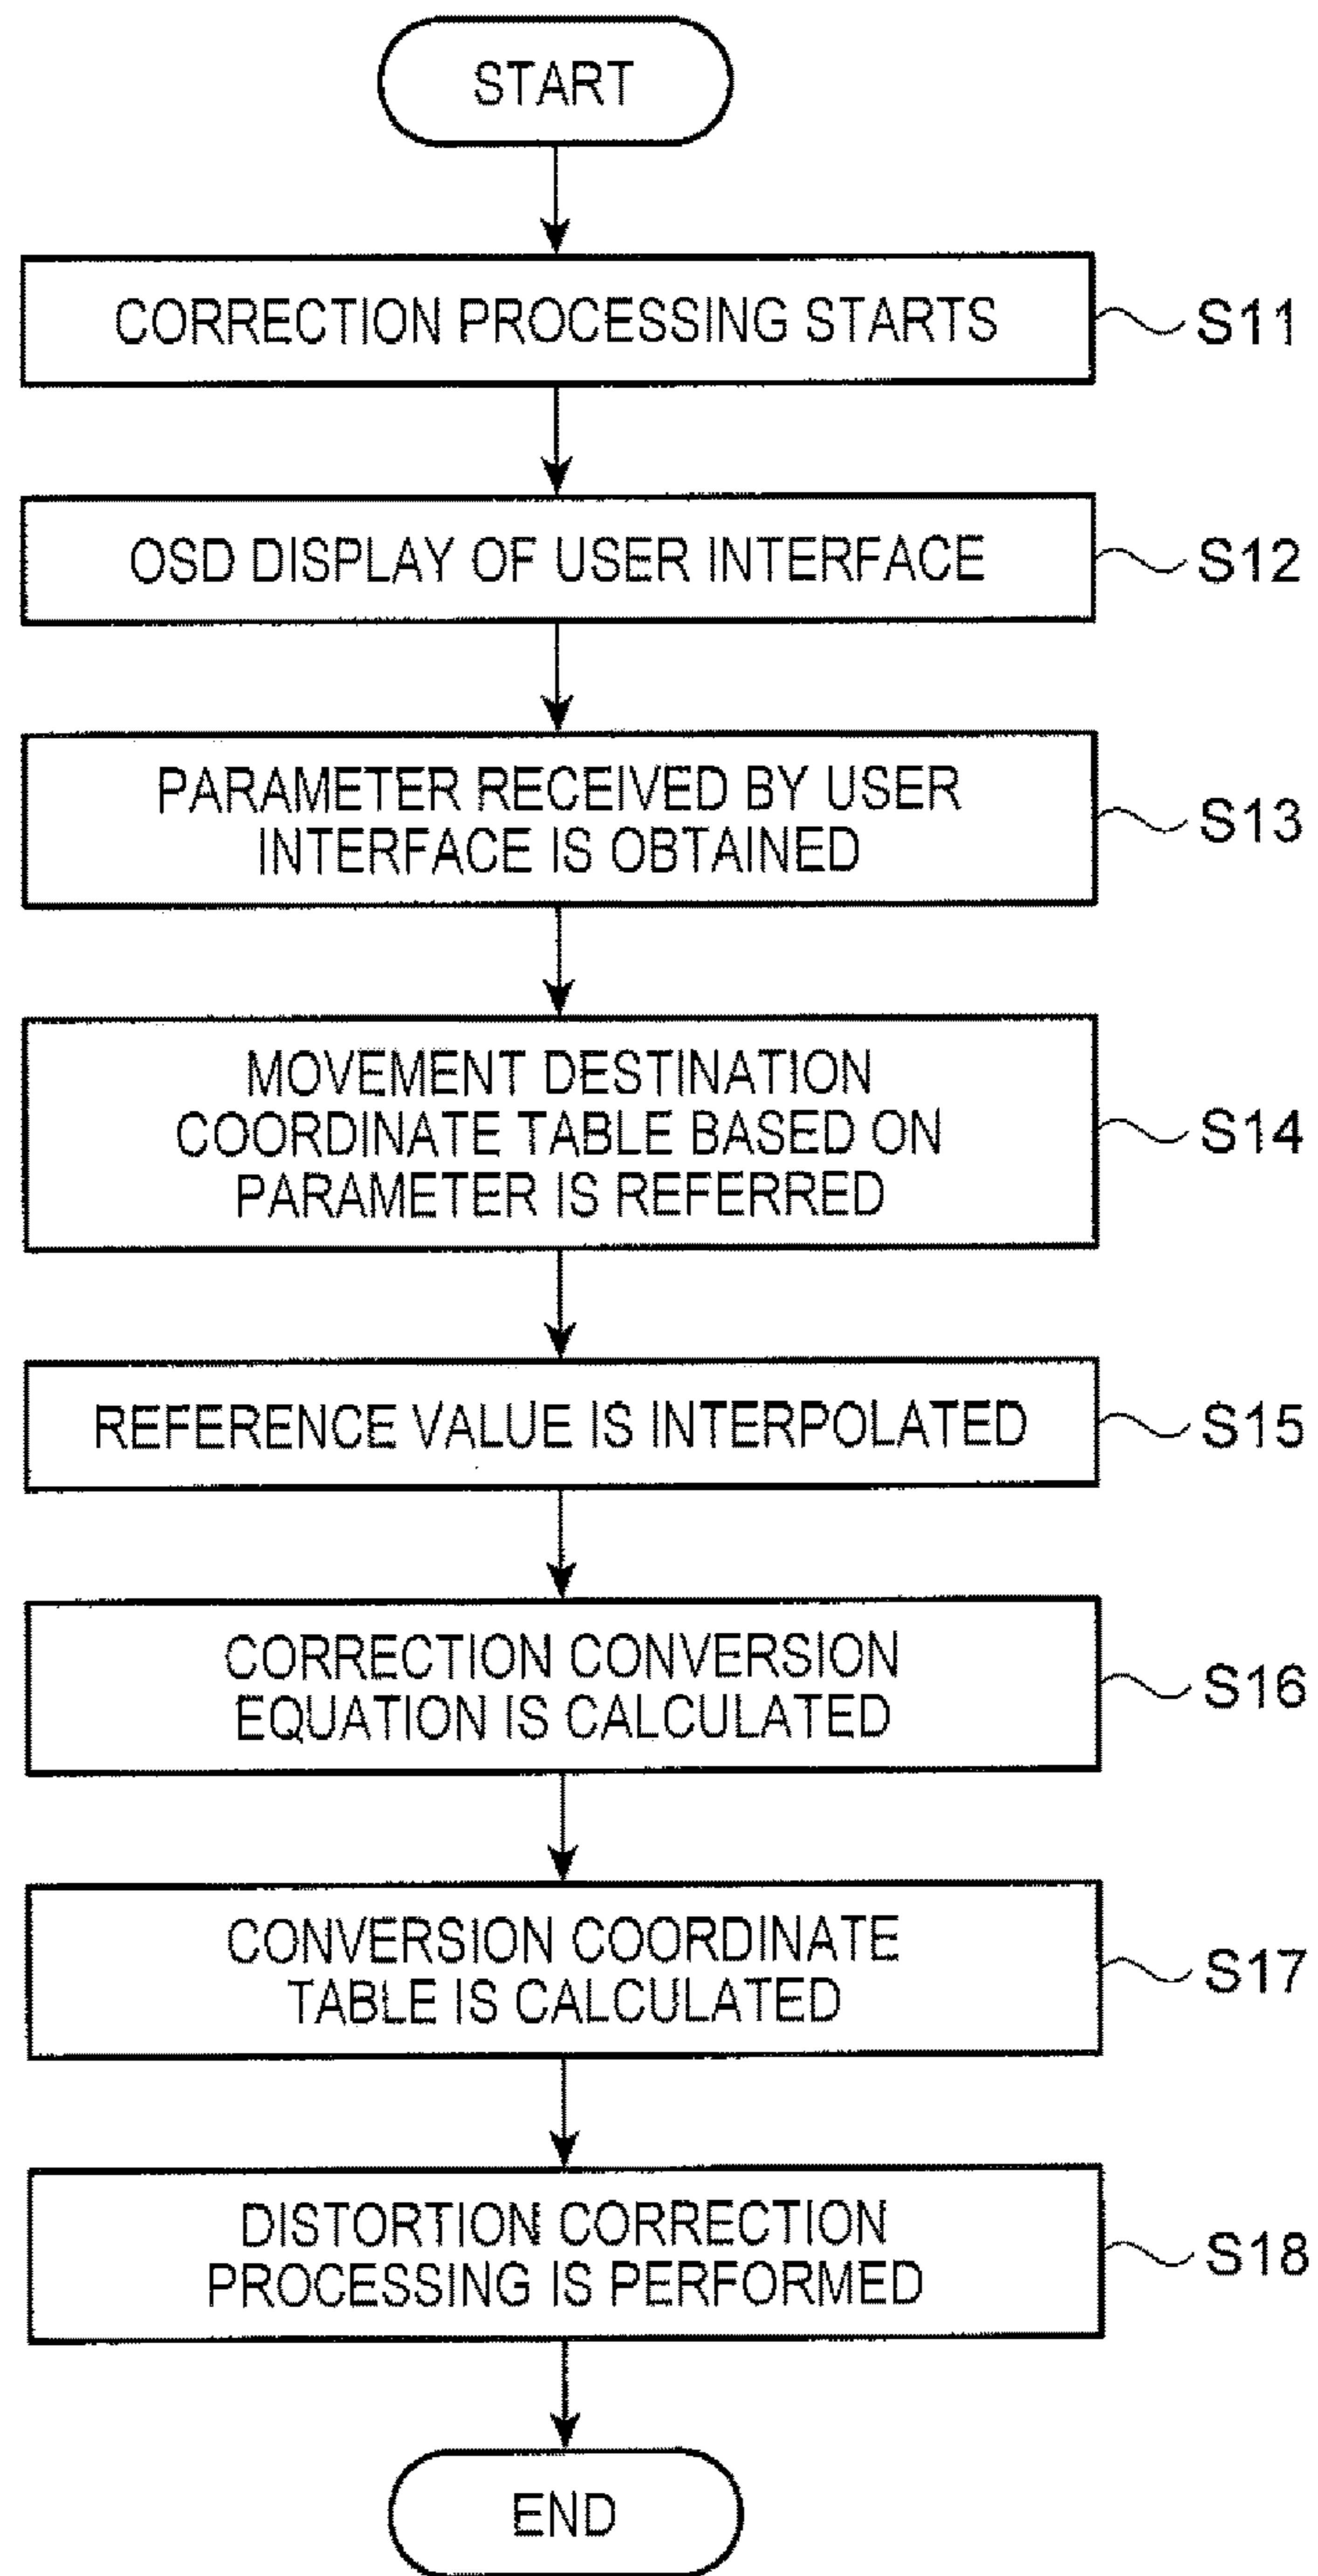 START
CORRECTION PROCESSING STARTS
S11
OSD DISPLAY OF USER INTERFACE
S12
PARAMETER RECEIVED BY USER
INTERFACE IS OBTAINED
S13
MOVEMENT DESTINATION
COORDINATE TABLE BASED ON
PARAMETER IS REFERRED
S14
REFERENCE VALUE IS INTERPOLATED
S15
CORRECTION CONVERSION
EQUATION IS CALCULATED
S16
CONVERSION COORDINATE
TABLE IS CALCULATED
S17
DISTORTION CORRECTION
PROCESSING IS PERFORMED
S18
END